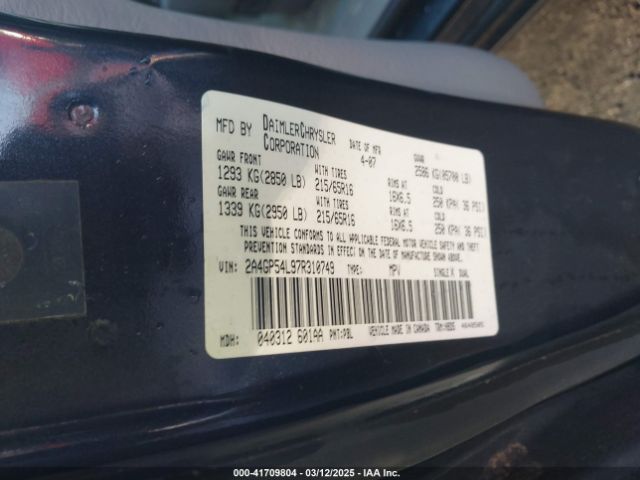 MFD BY DAIMLERCHRYSLER CORPORATION DATE OF MFR 4-07 GVWR 2586 KG(05700 LB)
GAWR FRONT WITH TIRES RIMS AT COLD
1293 KG(2850 LB) 215/65R16 16X6.5 250 KPA( 36 PSI)
GAWR REAR WITH TIRES RIMS AT COLD
1339 KG(2950 LB) 215/65R16 16X6.5 250 KPA( 36 PSI)
THIS VEHICLE CONFORMS TO ALL APPLICABLE FEDERAL MOTOR VEHICLE SAFETY AND THEFT
PREVENTION STANDARDS IN EFFECT ON THE DATE OF MANUFACTURE SHOWN ABOVE.
VIN: 2A4GP54L97R310749 TYPE: MPV SINGLE X DUAL
MDH: 040312 601AA PNT:PBL VEHICLE MADE IN CANADA
000-41709804 - 03/12/2025 - IAA Inc.